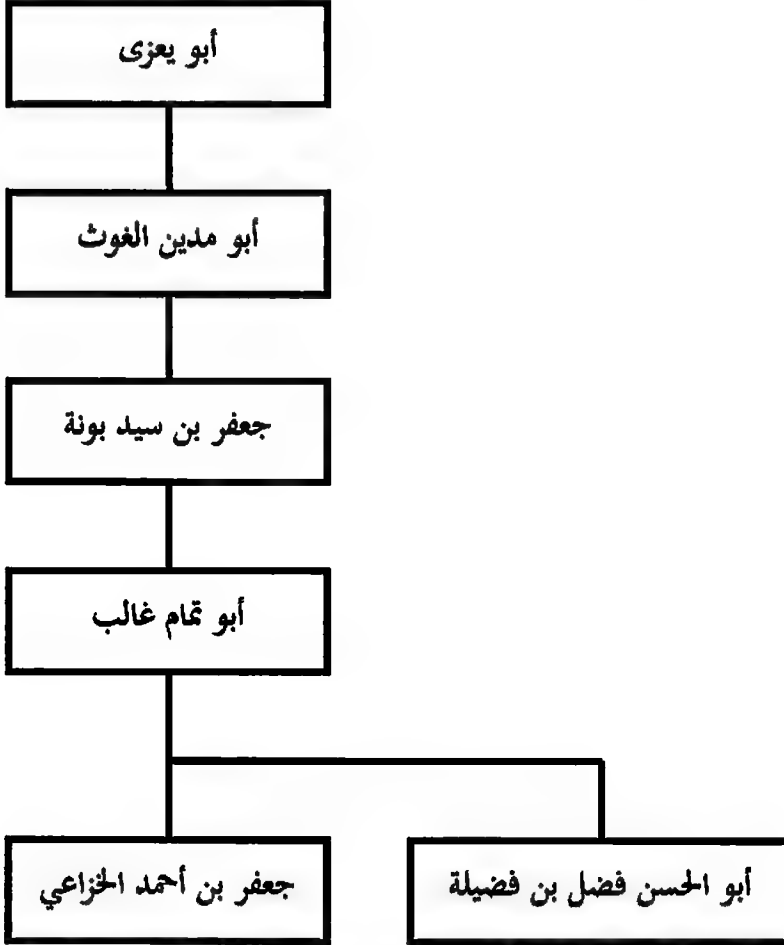 أبو يعزى
أبو مدين الغوث
جعفر بن سيد بونة
أبو تمام غالب
جعفر بن أحمد الخزاعي
أبو الحسن فضل بن فضيلة